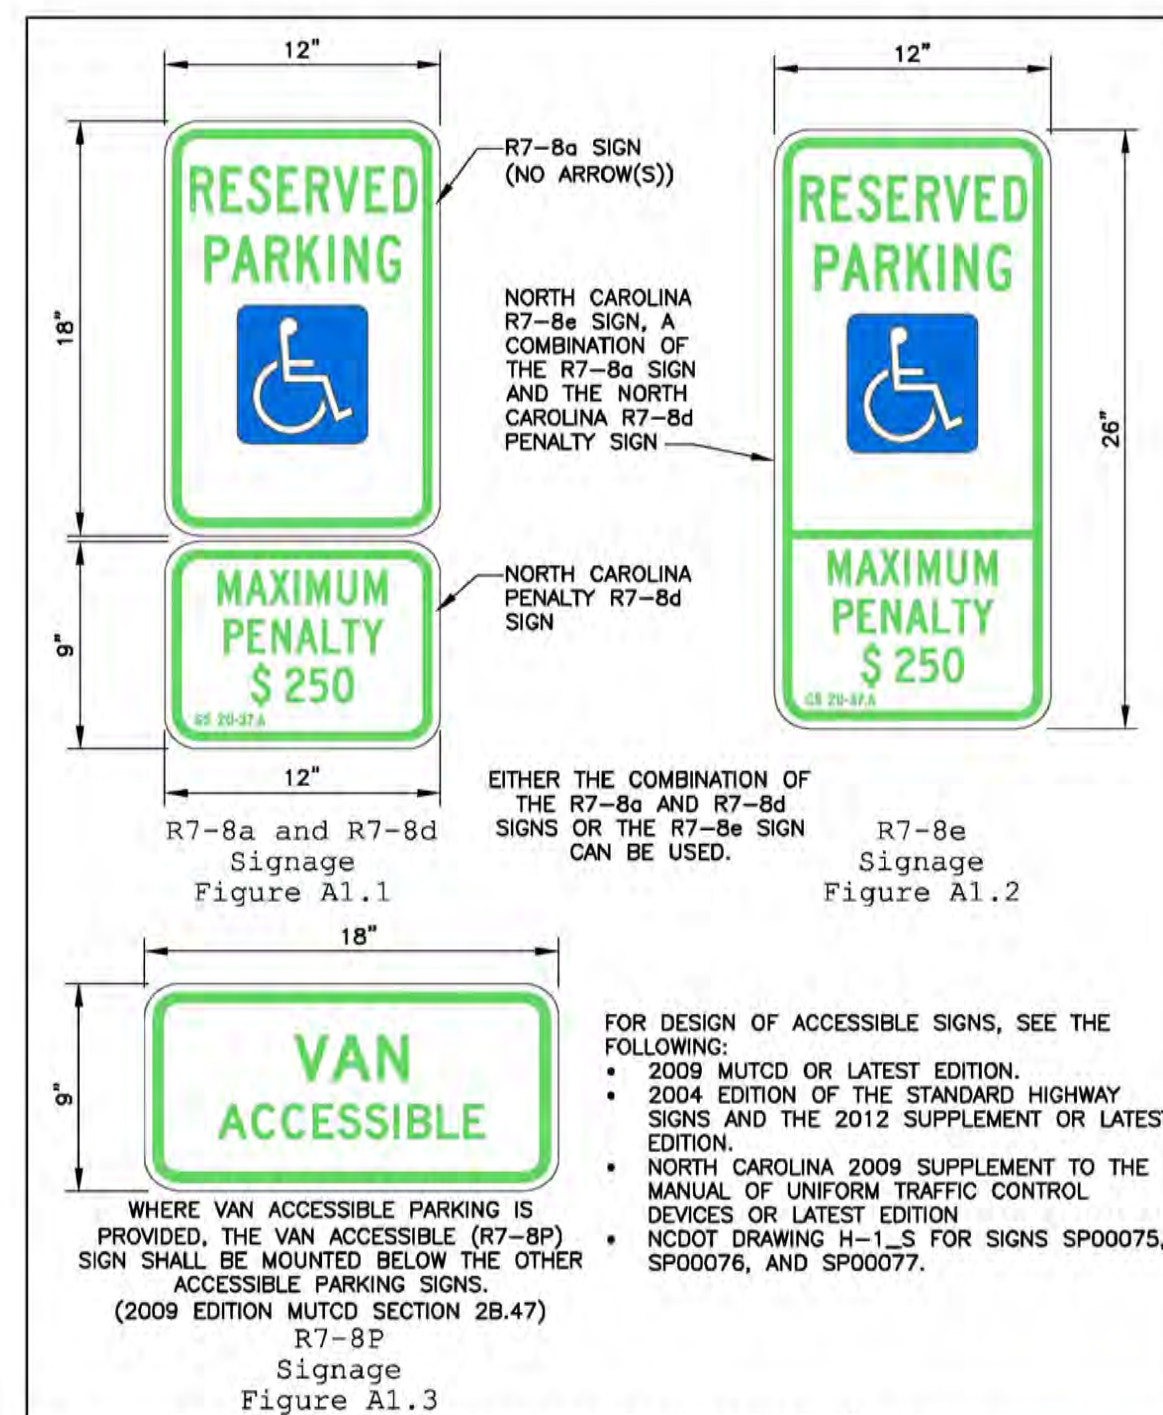 12"
18"
RESERVED
PARKING
R7-8a SIGN
(NO ARROW(S))
NORTH CAROLINA
R7-8e SIGN, A
COMBINATION OF
THE R7-8a SIGN
AND THE NORTH
CAROLINA R7-8d
PENALTY SIGN
9"
MAXIMUM
PENALTY
$ 250
GS 20-37.A
NORTH CAROLINA
PENALTY R7-8d
SIGN
12"
R7-8a and R7-8d
Signage
Figure A1.1
12"
RESERVED
PARKING
26"
MAXIMUM
PENALTY
$ 250
GS 20-37.A
EITHER THE COMBINATION OF
THE R7-8a AND R7-8d
SIGNS OR THE R7-8e SIGN
CAN BE USED.
R7-8e
Signage
Figure A1.2
18"
9"
VAN
ACCESSIBLE
WHERE VAN ACCESSIBLE PARKING IS
PROVIDED, THE VAN ACCESSIBLE (R7-8P)
SIGN SHALL BE MOUNTED BELOW THE OTHER
ACCESSIBLE PARKING SIGNS.
(2009 EDITION MUTCD SECTION 2B.47)
R7-8P
Signage
Figure A1.3
FOR DESIGN OF ACCESSIBLE SIGNS, SEE THE
FOLLOWING:
• 2009 MUTCD OR LATEST EDITION.
• 2004 EDITION OF THE STANDARD HIGHWAY
SIGNS AND THE 2012 SUPPLEMENT OR LATEST
EDITION.
• NORTH CAROLINA 2009 SUPPLEMENT TO THE
MANUAL OF UNIFORM TRAFFIC CONTROL
DEVICES OR LATEST EDITION
• NCDOT DRAWING H-1_S FOR SIGNS SP00075,
SP00076, AND SP00077.